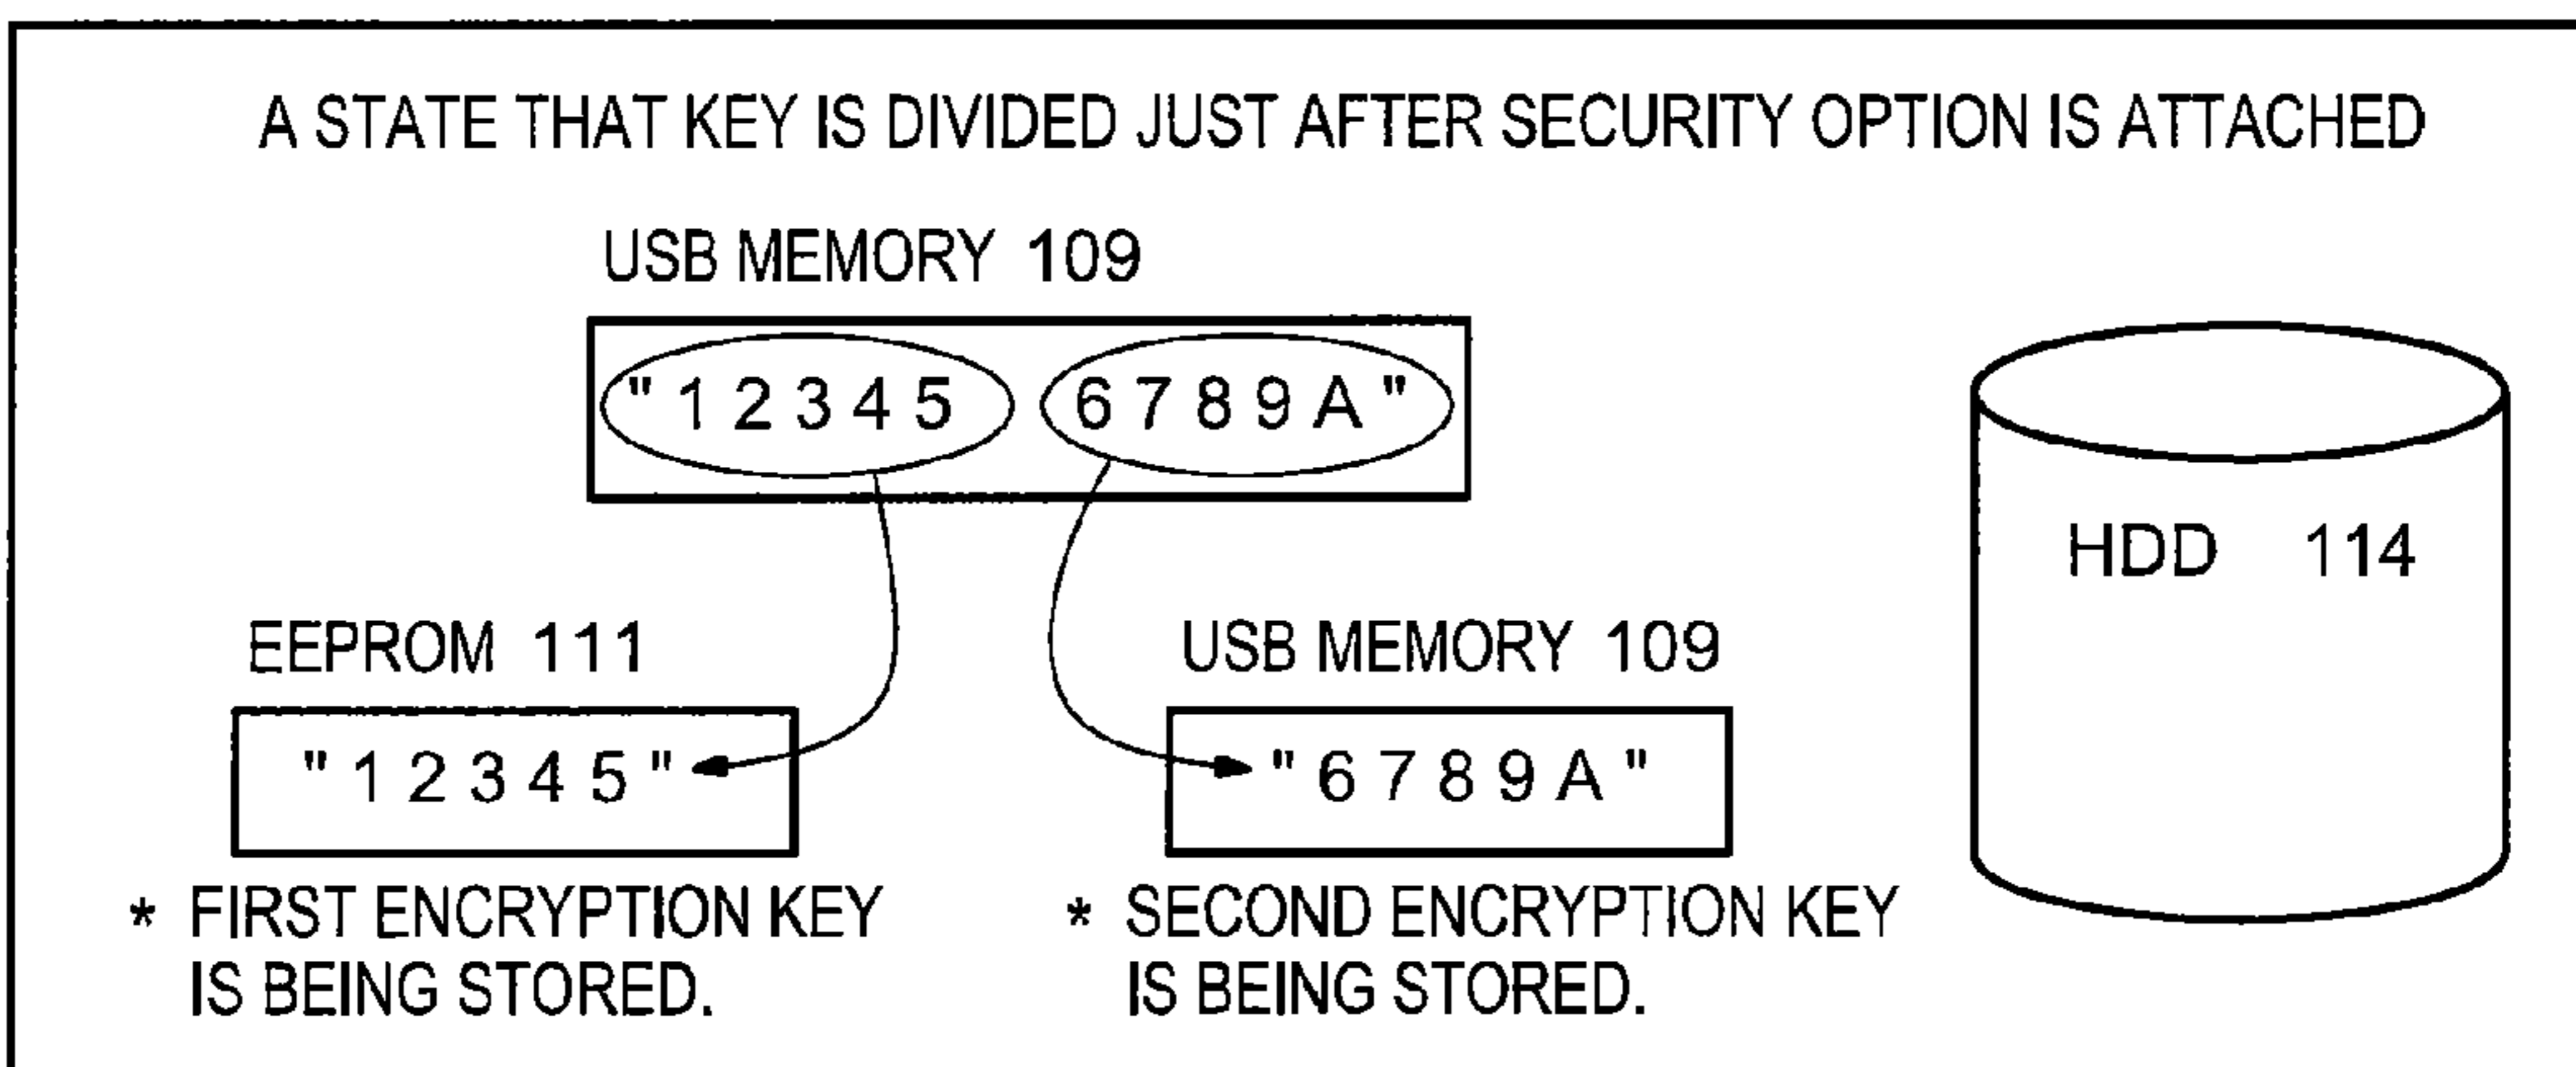 A STATE THAT KEY IS DIVIDED JUST AFTER SECURITY OPTION IS ATTACHED
USB MEMORY 109
"12345 6789A"
HDD 114
EEPROM 111
"12345"
* FIRST ENCRYPTION KEY
IS BEING STORED.
USB MEMORY 109
"6789A"
* SECOND ENCRYPTION KEY
IS BEING STORED.